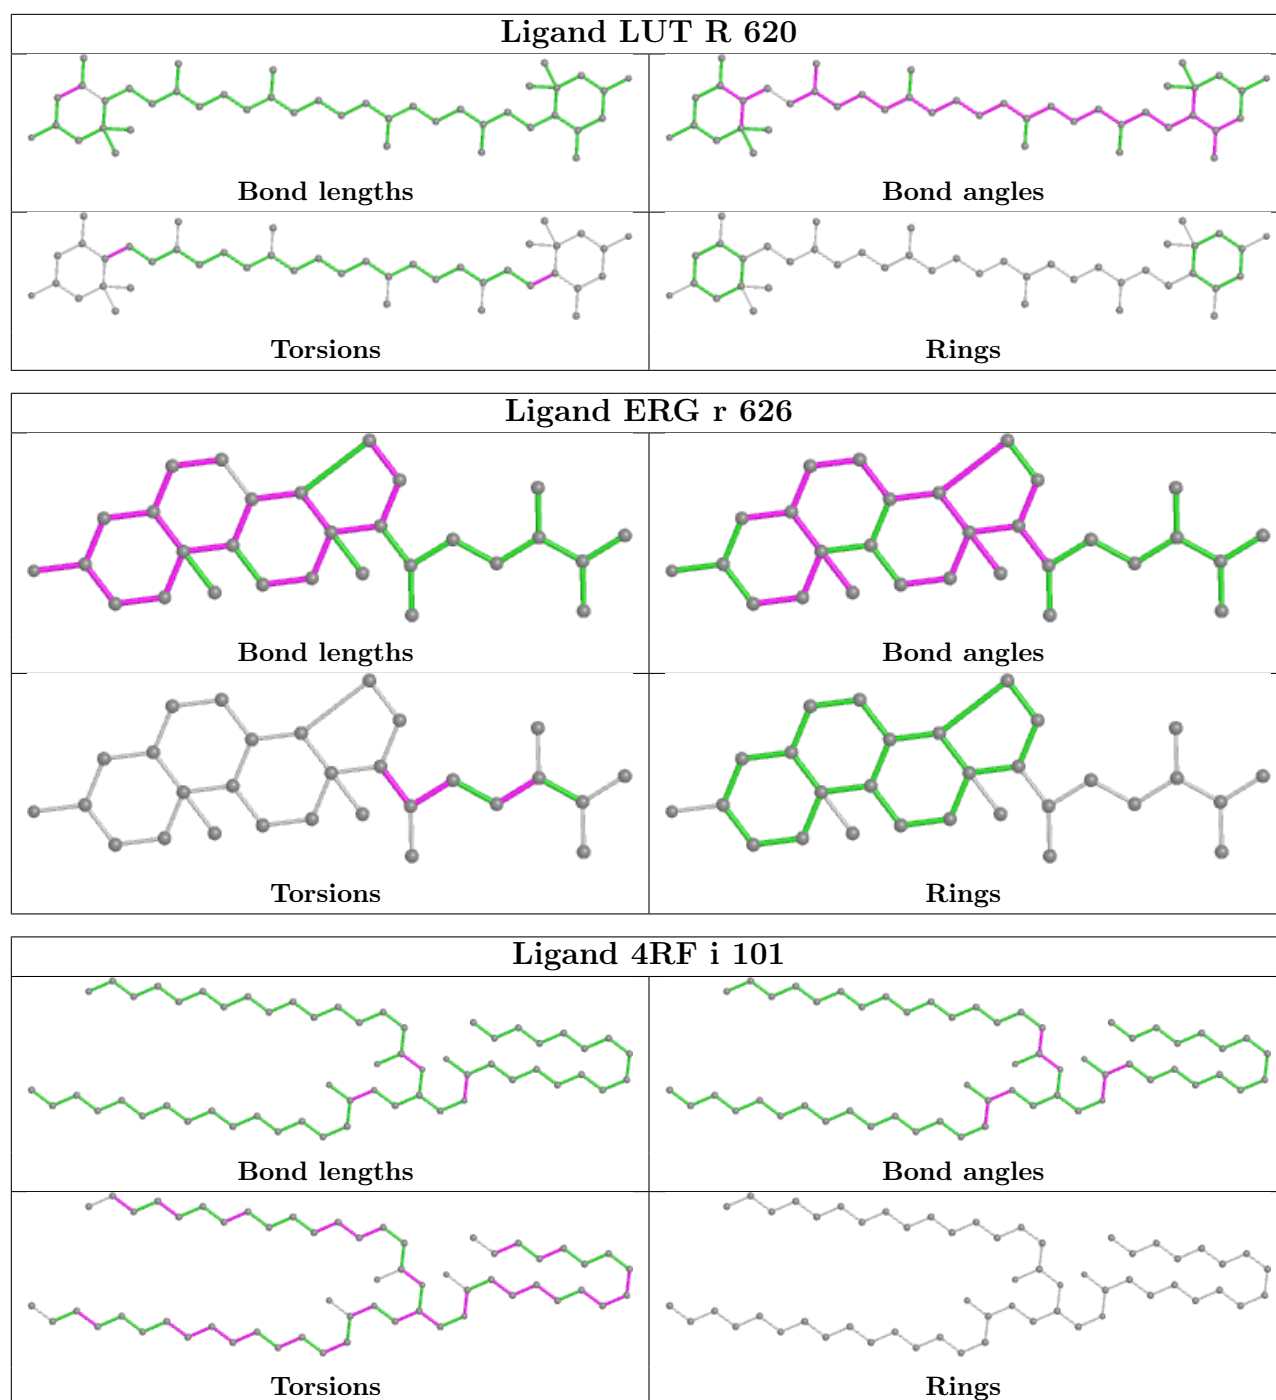 Ligand LUT R 620
Bond lengths
Bond angles
Torsions
Rings
Ligand ERG r 626
Bond lengths
Bond angles
Torsions
Rings
Ligand 4RF i 101
Bond lengths
Bond angles
Torsions
Rings